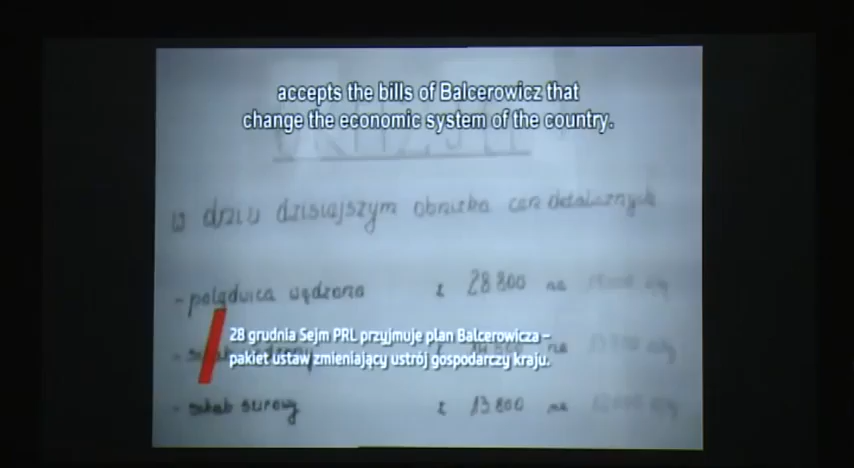 accepts the bills of Balcerowicz that
change the economic system of the country.
w dniu dzisiejszym obniżka cen detalicznych
- polędwica wędzona z 28 800 na
28 grudnia Sejm PRL przyjmuje plan Balcerowicza –
pakiet ustaw zmieniający ustrój gospodarczy kraju.
na
- schab surowy z 13 800 na